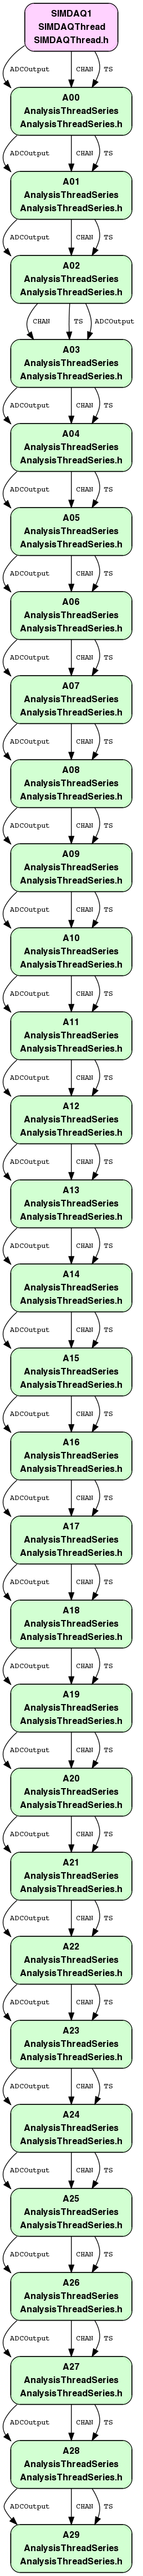 SIMDAQ1
SIMDAQThread
SIMDAQThread.h
ADCOutput CHAN TS
A00
AnalysisThreadSeries
AnalysisThreadSeries.h
ADCOutput CHAN TS
A01
AnalysisThreadSeries
AnalysisThreadSeries.h
ADCOutput CHAN TS
A02
AnalysisThreadSeries
AnalysisThreadSeries.h
CHAN TS ADCOutput
A03
AnalysisThreadSeries
AnalysisThreadSeries.h
ADCOutput CHAN TS
A04
AnalysisThreadSeries
AnalysisThreadSeries.h
ADCOutput CHAN TS
A05
AnalysisThreadSeries
AnalysisThreadSeries.h
ADCOutput CHAN TS
A06
AnalysisThreadSeries
AnalysisThreadSeries.h
ADCOutput CHAN TS
A07
AnalysisThreadSeries
AnalysisThreadSeries.h
ADCOutput CHAN TS
A08
AnalysisThreadSeries
AnalysisThreadSeries.h
ADCOutput CHAN TS
A09
AnalysisThreadSeries
AnalysisThreadSeries.h
ADCOutput CHAN TS
A10
AnalysisThreadSeries
AnalysisThreadSeries.h
ADCOutput CHAN TS
A11
AnalysisThreadSeries
AnalysisThreadSeries.h
ADCOutput CHAN TS
A12
AnalysisThreadSeries
AnalysisThreadSeries.h
ADCOutput CHAN TS
A13
AnalysisThreadSeries
AnalysisThreadSeries.h
ADCOutput CHAN TS
A14
AnalysisThreadSeries
AnalysisThreadSeries.h
ADCOutput CHAN TS
A15
AnalysisThreadSeries
AnalysisThreadSeries.h
ADCOutput CHAN TS
A16
AnalysisThreadSeries
AnalysisThreadSeries.h
ADCOutput CHAN TS
A17
AnalysisThreadSeries
AnalysisThreadSeries.h
ADCOutput CHAN TS
A18
AnalysisThreadSeries
AnalysisThreadSeries.h
ADCOutput CHAN TS
A19
AnalysisThreadSeries
AnalysisThreadSeries.h
ADCOutput CHAN TS
A20
AnalysisThreadSeries
AnalysisThreadSeries.h
ADCOutput CHAN TS
A21
AnalysisThreadSeries
AnalysisThreadSeries.h
ADCOutput CHAN TS
A22
AnalysisThreadSeries
AnalysisThreadSeries.h
ADCOutput CHAN TS
A23
AnalysisThreadSeries
AnalysisThreadSeries.h
ADCOutput CHAN TS
A24
AnalysisThreadSeries
AnalysisThreadSeries.h
ADCOutput CHAN TS
A25
AnalysisThreadSeries
AnalysisThreadSeries.h
ADCOutput CHAN TS
A26
AnalysisThreadSeries
AnalysisThreadSeries.h
ADCOutput CHAN TS
A27
AnalysisThreadSeries
AnalysisThreadSeries.h
ADCOutput CHAN TS
A28
AnalysisThreadSeries
AnalysisThreadSeries.h
ADCOutput CHAN TS
A29
AnalysisThreadSeries
AnalysisThreadSeries.h